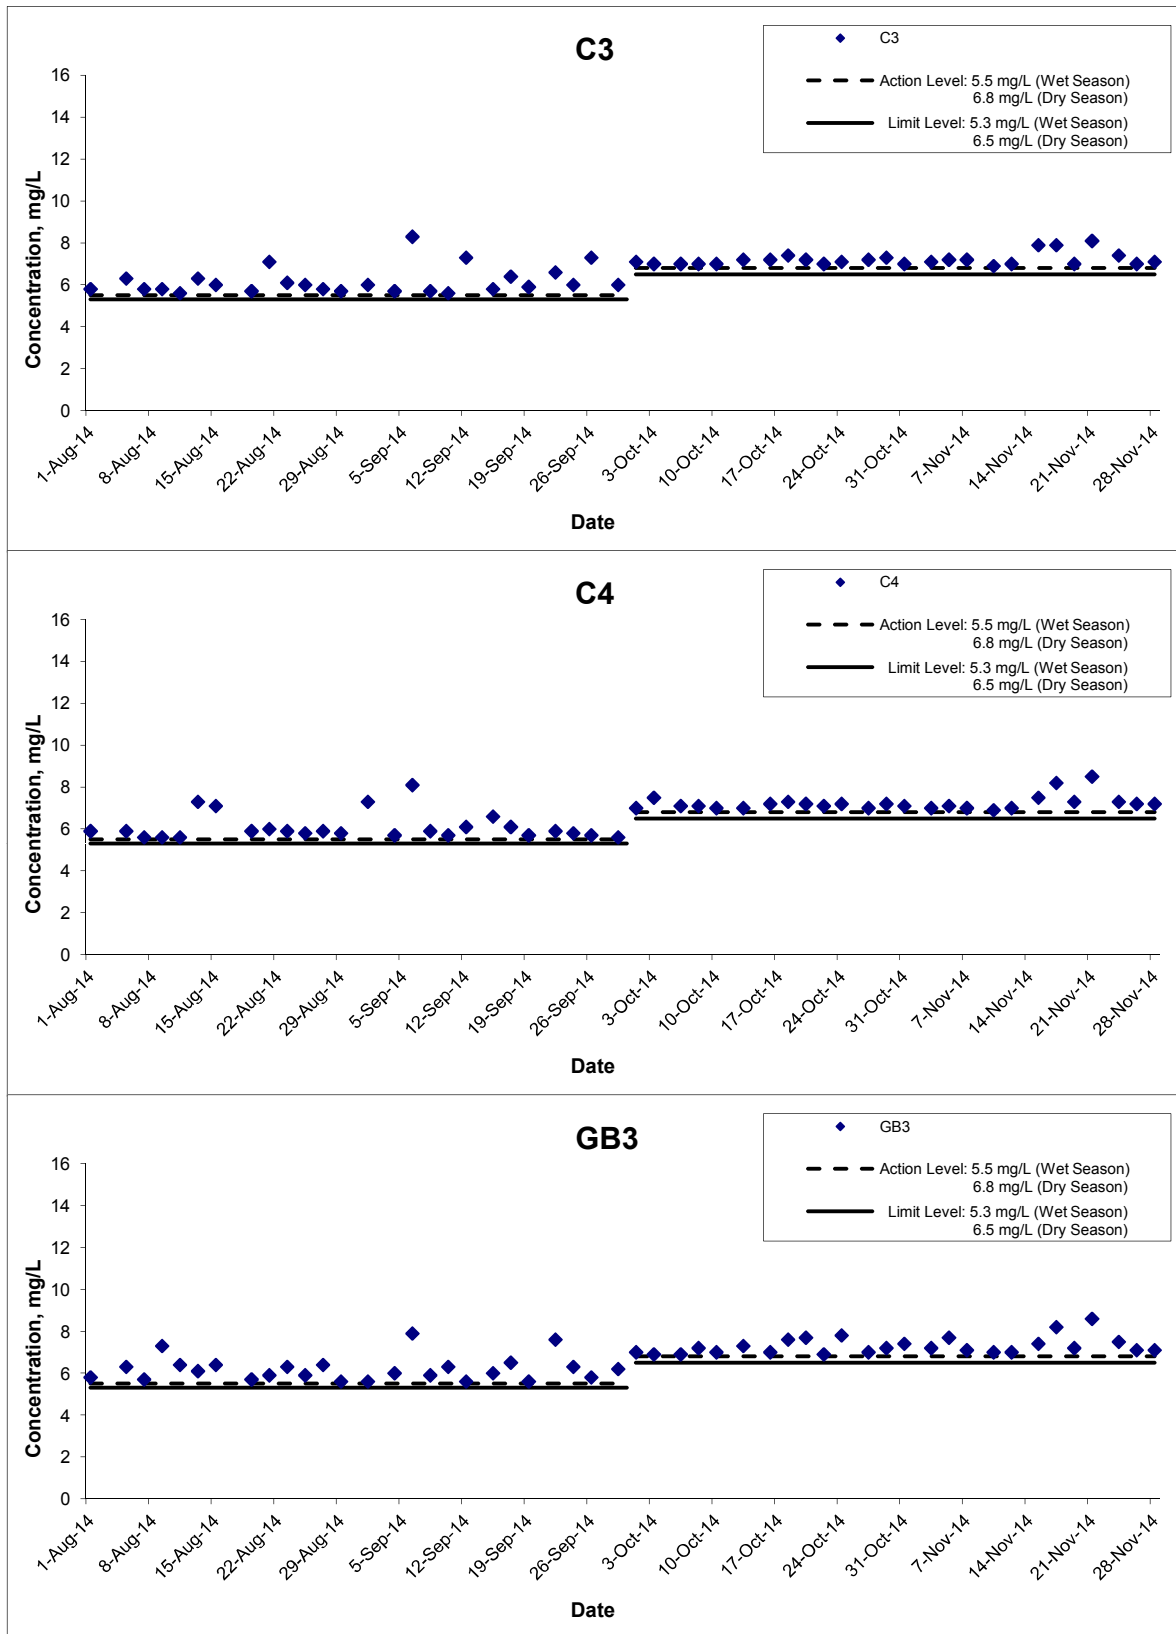 C3
C3
Action Level: 5.5 mg/L (Wet Season)
6.8 mg/L (Dry Season)
Limit Level: 5.3 mg/L (Wet Season)
6.5 mg/L (Dry Season)
Concentration, mg/L
16
14
12
10
8
6
4
2
0
1-Aug-14
8-Aug-14
15-Aug-14
22-Aug-14
29-Aug-14
5-Sep-14
12-Sep-14
19-Sep-14
26-Sep-14
3-Oct-14
10-Oct-14
17-Oct-14
24-Oct-14
31-Oct-14
7-Nov-14
14-Nov-14
21-Nov-14
28-Nov-14
Date
C4
C4
Action Level: 5.5 mg/L (Wet Season)
6.8 mg/L (Dry Season)
Limit Level: 5.3 mg/L (Wet Season)
6.5 mg/L (Dry Season)
Concentration, mg/L
16
14
12
10
8
6
4
2
0
1-Aug-14
8-Aug-14
15-Aug-14
22-Aug-14
29-Aug-14
5-Sep-14
12-Sep-14
19-Sep-14
26-Sep-14
3-Oct-14
10-Oct-14
17-Oct-14
24-Oct-14
31-Oct-14
7-Nov-14
14-Nov-14
21-Nov-14
28-Nov-14
Date
GB3
GB3
Action Level: 5.5 mg/L (Wet Season)
6.8 mg/L (Dry Season)
Limit Level: 5.3 mg/L (Wet Season)
6.5 mg/L (Dry Season)
Concentration, mg/L
16
14
12
10
8
6
4
2
0
1-Aug-14
8-Aug-14
15-Aug-14
22-Aug-14
29-Aug-14
5-Sep-14
12-Sep-14
19-Sep-14
26-Sep-14
3-Oct-14
10-Oct-14
17-Oct-14
24-Oct-14
31-Oct-14
7-Nov-14
14-Nov-14
21-Nov-14
28-Nov-14
Date